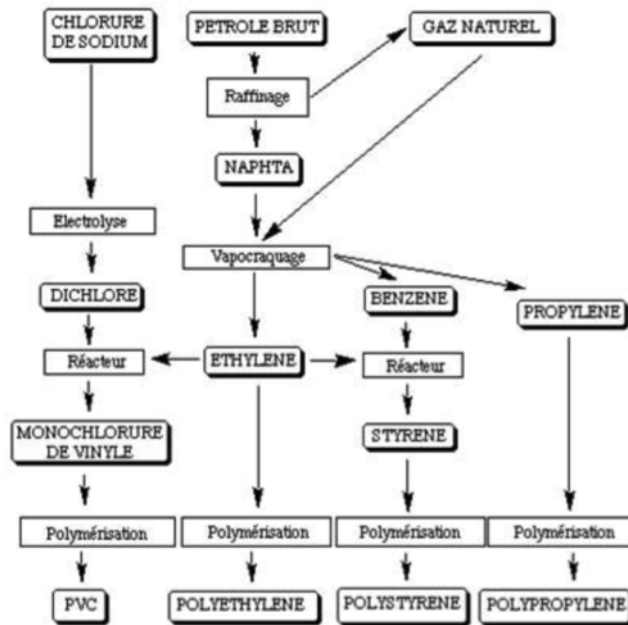 CHLORURE
DE SODIUM
PETROLE BRUT
GAZ NATUREL
Raffinage
NAPHTA
Electrolyse
Vapocraquage
DICHLORE
BENZENE
PROPYLENE
Réacteur
ETHYLENE
Réacteur
MONOCHLORURE
DE VINYLE
STYRENE
Polymérisation
Polymérisation
Polymérisation
Polymérisation
PVC
POLYETHYLENE
POLYSTYRENE
POLYPROPYLENE